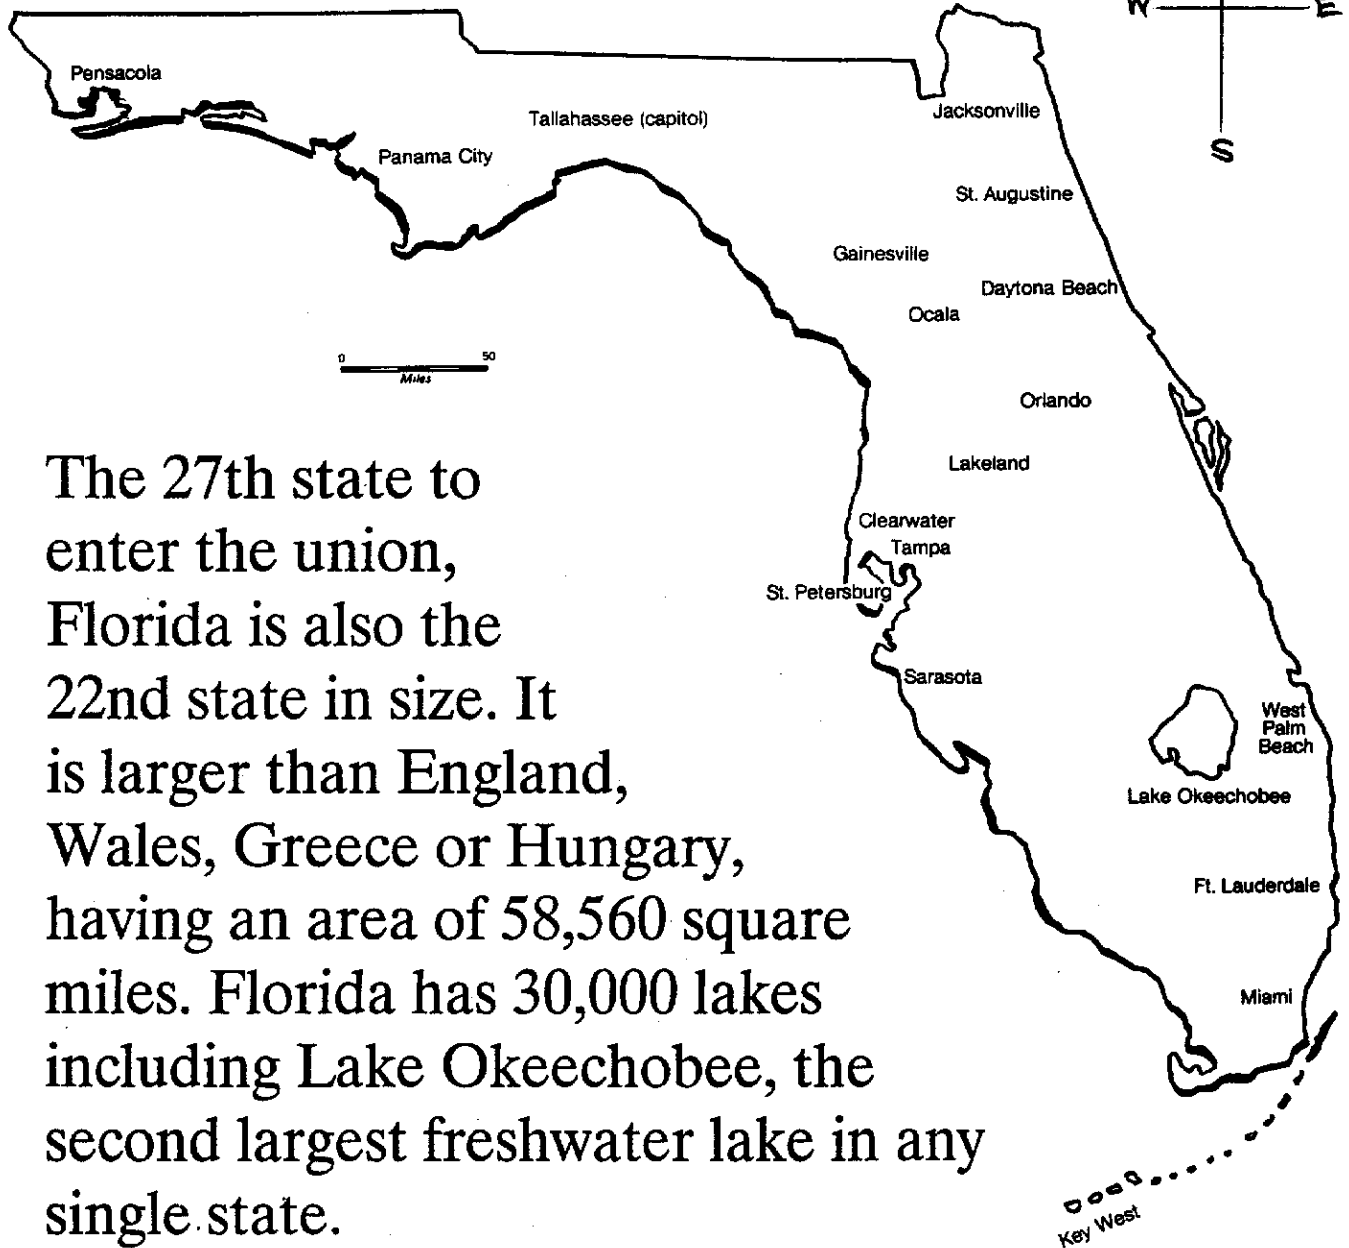 W E
S
Pensacola
Tallahassee (capitol)
Jacksonville
Panama City
St. Augustine
Gainesville
Daytona Beach
Ocala
0 50
Miles
Orlando
Lakeland
Clearwater
Tampa
St. Petersburg
Sarasota
West
Palm
Beach
Lake Okeechobee
Ft. Lauderdale
Miami
Key West
The 27th state to
enter the union,
Florida is also the
22nd state in size. It
is larger than England,
Wales, Greece or Hungary,
having an area of 58,560 square
miles. Florida has 30,000 lakes
including Lake Okeechobee, the
second largest freshwater lake in any
single state.